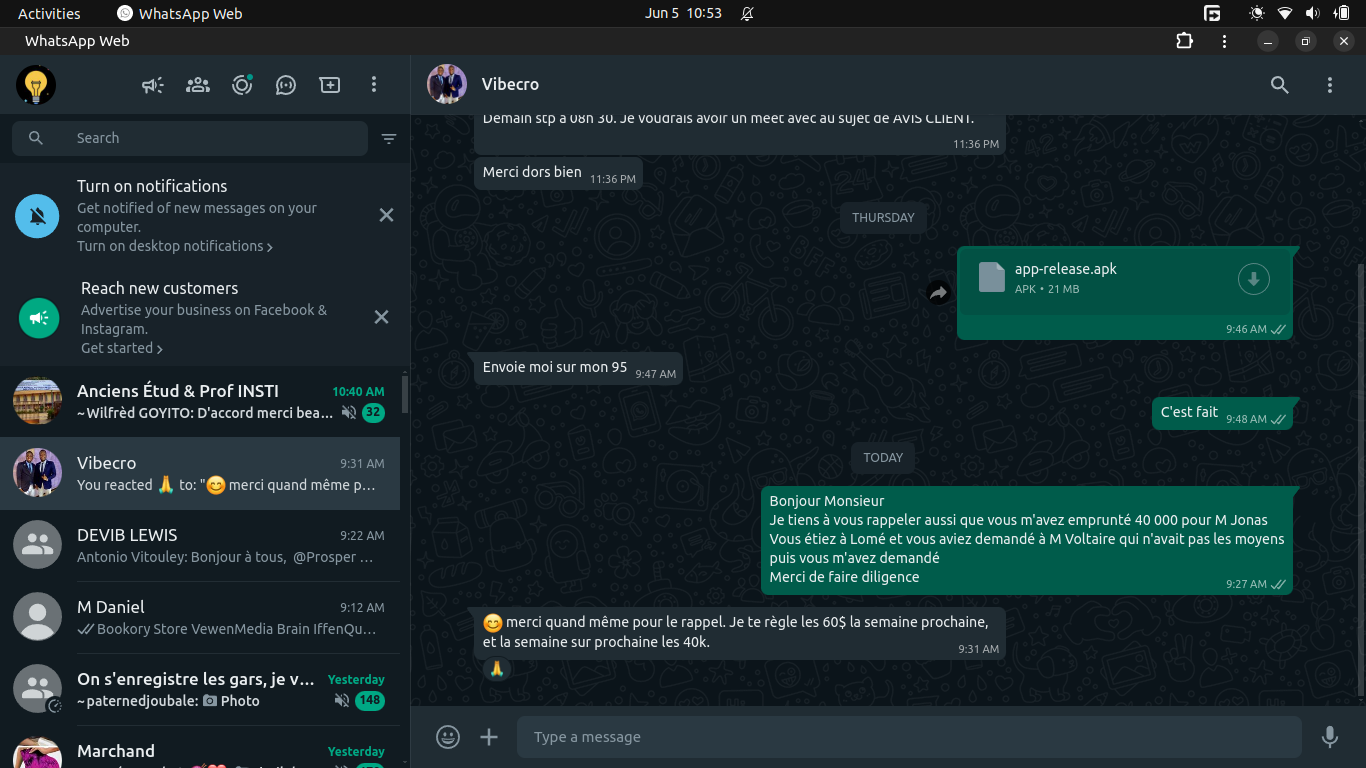 Activities
WhatsApp Web
Jun 5 10:53
WhatsApp Web
Search
Turn on notifications
Get notified of new messages on your
computer.
Turn on desktop notifications
Reach new customers
Advertise your business on Facebook &
Instagram.
Get started
Anciens Étud & Prof INSTI
10:40 AM
~Wilfrèd GOYITO: D'accord merci bea...
32
Vibecro
9:31 AM
You reacted 🙏 to: "😊 merci quand même p...
DEVIB LEWIS
9:22 AM
Antonio Vitouley: Bonjour à tous, @Prosper ...
M Daniel
9:12 AM
Bookory Store VewenMedia Brain IffenQu...
On s'enregistre les gars, je v...
Yesterday
~paternedjoubale: Photo
148
Marchand
Yesterday
Vibecro
Demain stp à 08h 30. Je voudrais avoir un meet avec au sujet de AVIS CLIENT.
11:36 PM
Merci dors bien
11:36 PM
THURSDAY
app-release.apk
APK • 21 MB
9:46 AM
Envoie moi sur mon 95
9:47 AM
C'est fait
9:48 AM
TODAY
Bonjour Monsieur
Je tiens à vous rappeler aussi que vous m'avez emprunté 40 000 pour M Jonas
Vous étiez à Lomé et vous aviez demandé à M Voltaire qui n'avait pas les moyens
puis vous m'avez demandé
Merci de faire diligence
9:27 AM
😊 merci quand même pour le rappel. Je te règle les 60$ la semaine prochaine,
et la semaine sur prochaine les 40k.
9:31 AM
🙏
Type a message